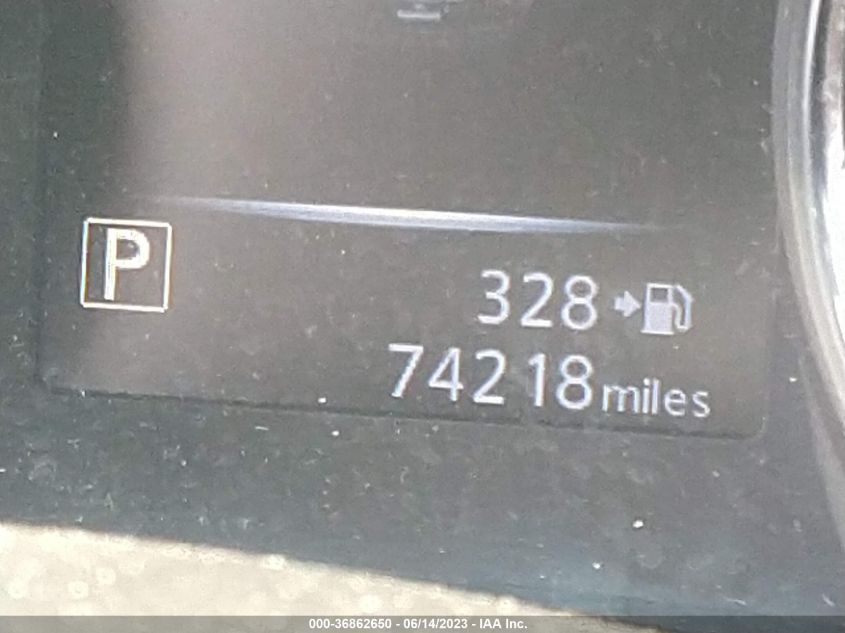 P
328
74218 miles
000-36862650 - 06/14/2023 - IAA Inc.